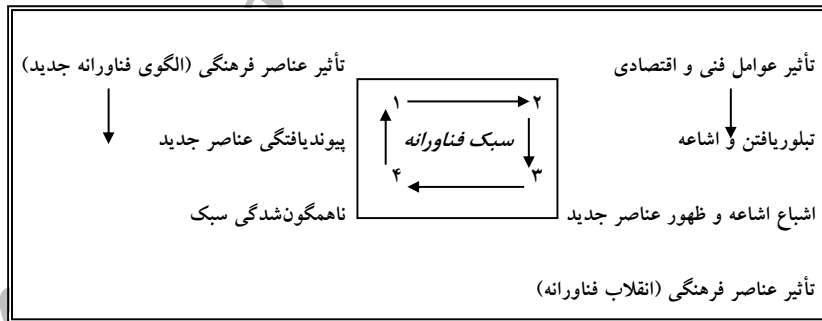 تأثیر عوامل فنی و اقتصادی
تأثیر عناصر فرهنگی (الگوی فناورانه جدید)
۱ ۲
تبلوریافتن و اشاعه
سبک فناورانه
پیوندیافتگی عناصر جدید
۳ ۴
اشباع اشاعه و ظهور عناصر جدید
ناهمگون‌شدگی سبک
تأثیر عناصر فرهنگی (انقلاب فناورانه)